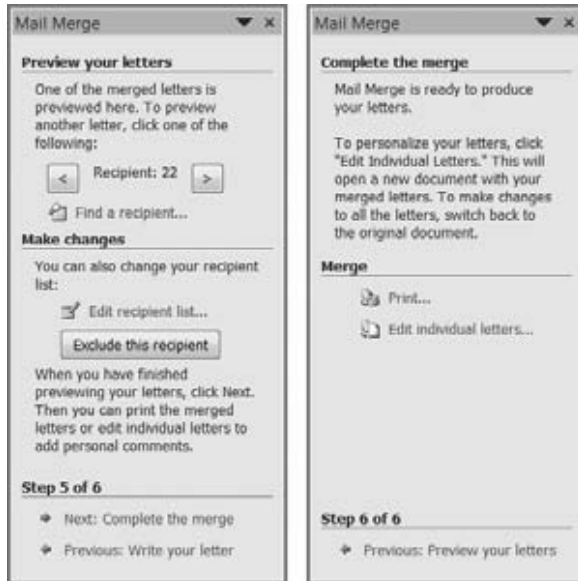 Mail Merge
Preview your letters
One of the merged letters is
previewed here. To preview
another letter, click one of the
following:
< Recipient: 22 >
Find a recipient...
Make changes
You can also change your recipient
list:
Edit recipient list...
Exclude this recipient
When you have finished
previewing your letters, click Next.
Then you can print the merged
letters or edit individual letters to
add personal comments.
Step 5 of 6
Next: Complete the merge
Previous: Write your letter
Mail Merge
Complete the merge
Mail Merge is ready to produce
your letters.
To personalize your letters, click
"Edit Individual Letters." This will
open a new document with your
merged letters. To make changes
to all the letters, switch back to
the original document.
Merge
Print...
Edit individual letters...
Step 6 of 6
Previous: Preview your letters